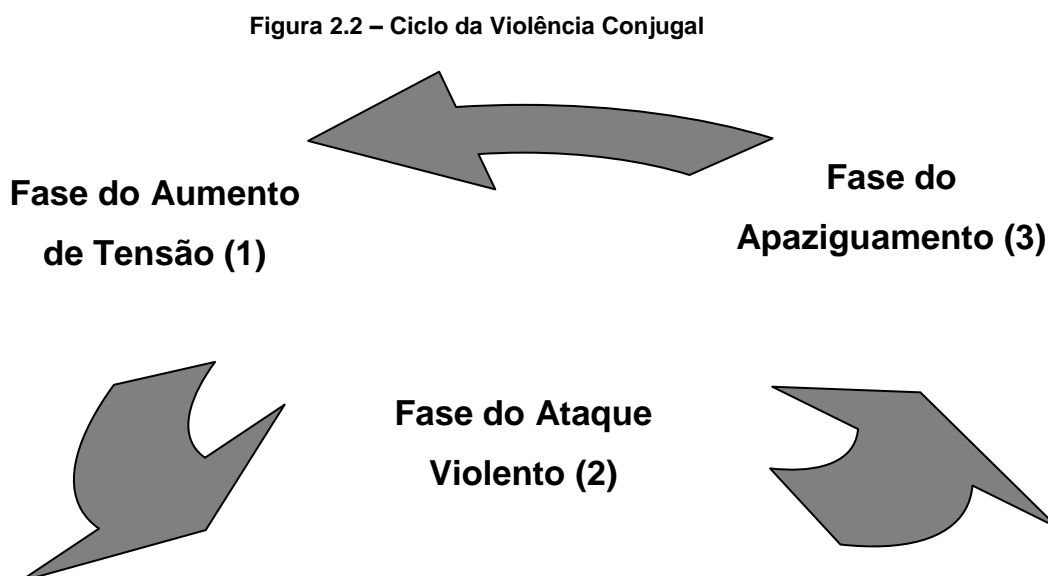 Figura 2.2 – Ciclo da Violência Conjugal
Fase do Aumento
de Tensão (1)
Fase do
Apaziguamento (3)
Fase do Ataque
Violento (2)